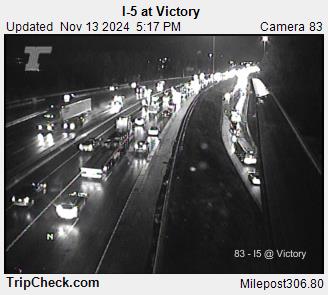 I-5 at Victory
Updated Nov 13 2024 5:17 PM Camera 83
T
N
83 - I5 @ Victory
TripCheck.com Milepost306.80